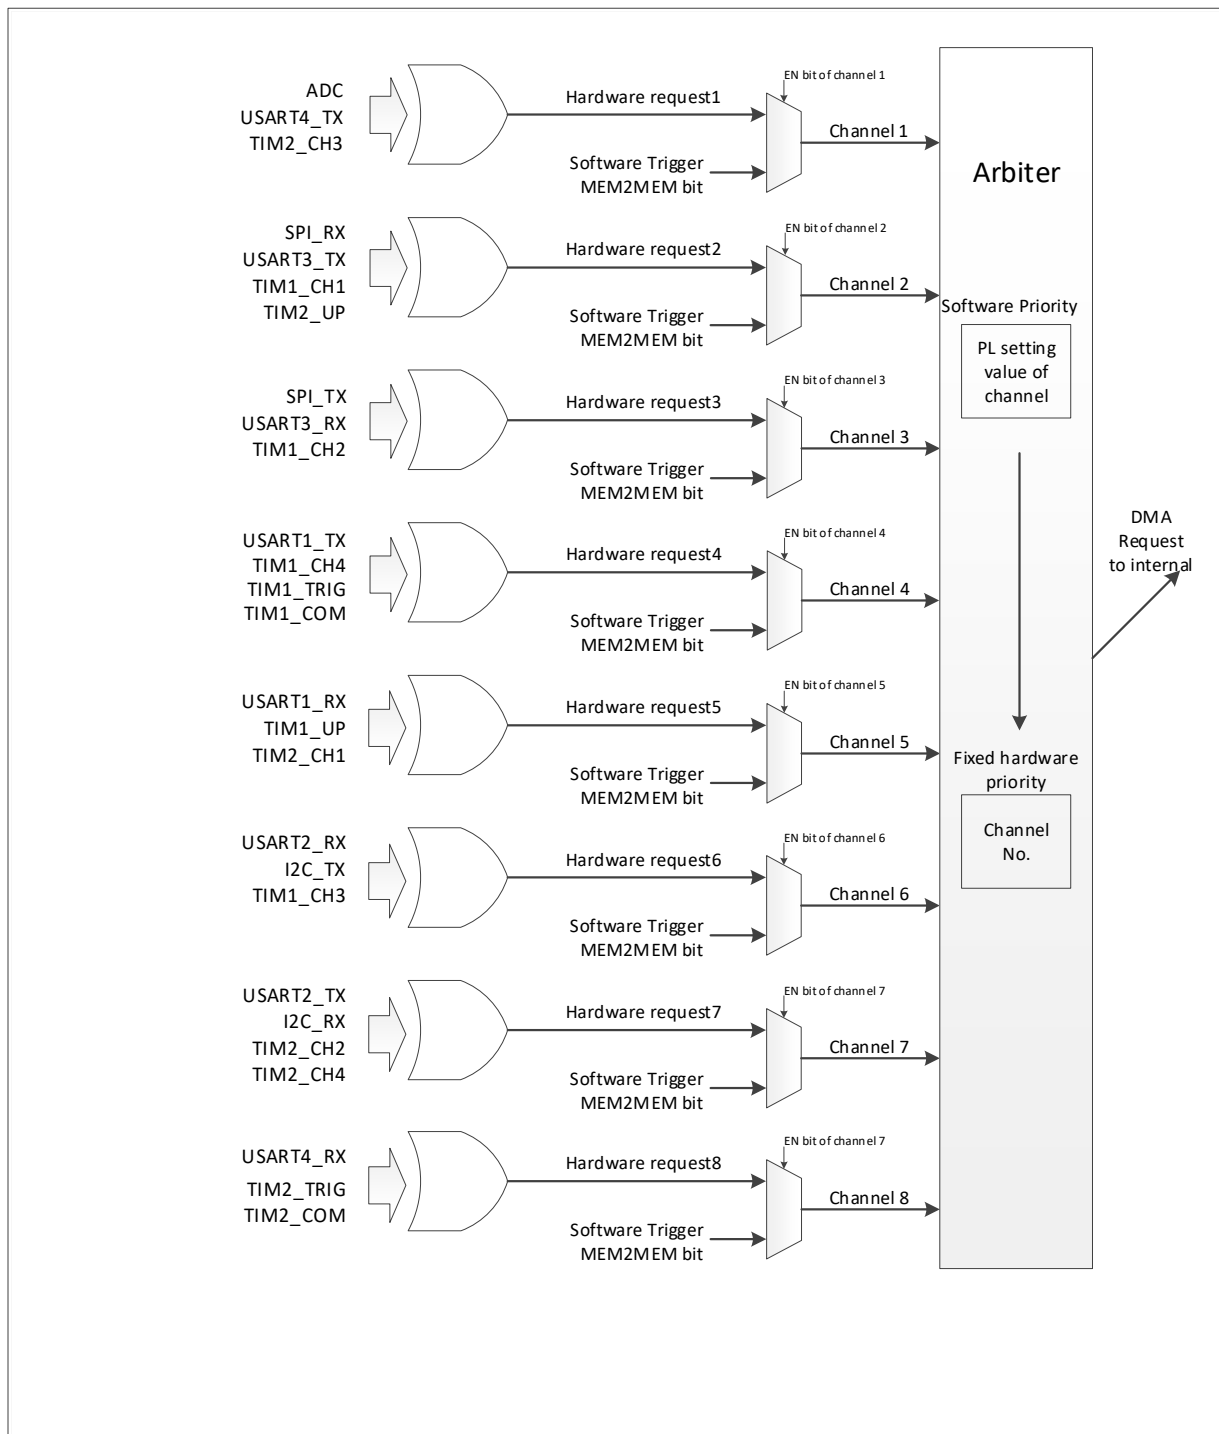 ADC
USART4_TX
TIM2_CH3
Hardware request1
Software Trigger
MEM2MEM bit
EN bit of channel 1
Channel 1
SPI_RX
USART3_TX
TIM1_CH1
TIM2_UP
Hardware request2
Software Trigger
MEM2MEM bit
EN bit of channel 2
Channel 2
SPI_TX
USART3_RX
TIM1_CH2
Hardware request3
Software Trigger
MEM2MEM bit
EN bit of channel 3
Channel 3
USART1_TX
TIM1_CH4
TIM1_TRIG
TIM1_COM
Hardware request4
Software Trigger
MEM2MEM bit
EN bit of channel 4
Channel 4
USART1_RX
TIM1_UP
TIM2_CH1
Hardware request5
Software Trigger
MEM2MEM bit
EN bit of channel 5
Channel 5
USART2_RX
I2C_TX
TIM1_CH3
Hardware request6
Software Trigger
MEM2MEM bit
EN bit of channel 6
Channel 6
USART2_TX
I2C_RX
TIM2_CH2
TIM2_CH4
Hardware request7
Software Trigger
MEM2MEM bit
EN bit of channel 7
Channel 7
USART4_RX
TIM2_TRIG
TIM2_COM
Hardware request8
Software Trigger
MEM2MEM bit
EN bit of channel 7
Channel 8
Arbiter
Software Priority
PL setting
value of
channel
Fixed hardware
priority
Channel
No.
DMA
Request
to internal